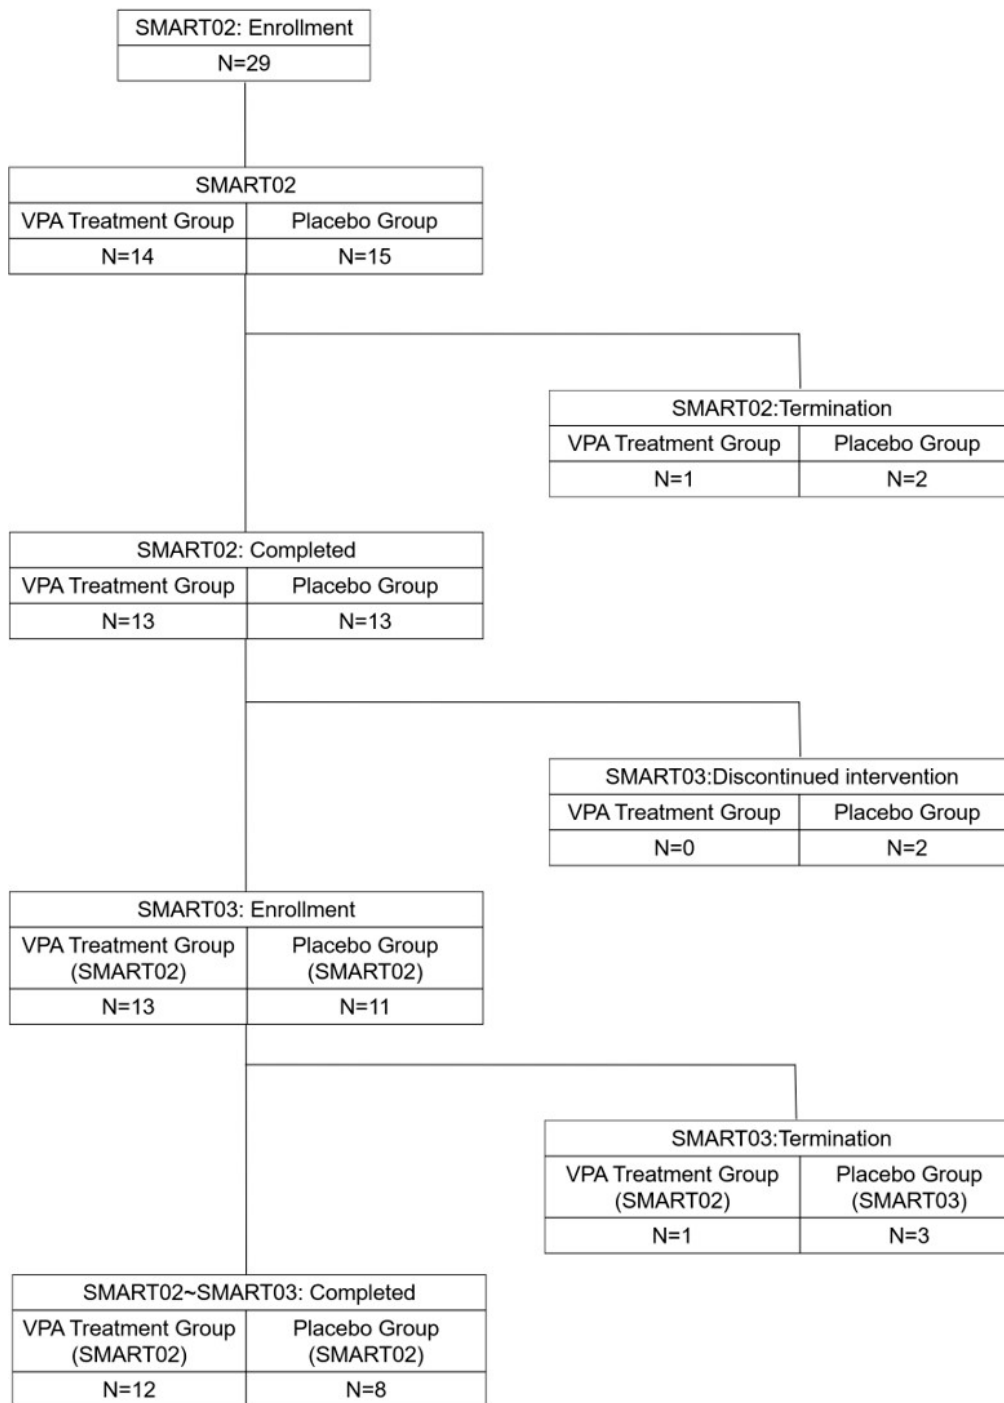 SMART02: Enrollment
N=29
SMART02
VPA Treatment Group Placebo Group
N=14 N=15
SMART02:Termination
VPA Treatment Group Placebo Group
N=1 N=2
SMART02: Completed
VPA Treatment Group Placebo Group
N=13 N=13
SMART03:Discontinued intervention
VPA Treatment Group Placebo Group
N=0 N=2
SMART03: Enrollment
VPA Treatment Group Placebo Group
(SMART02) (SMART02)
N=13 N=11
SMART03:Termination
VPA Treatment Group Placebo Group
(SMART02) (SMART03)
N=1 N=3
SMART02~SMART03: Completed
VPA Treatment Group Placebo Group
(SMART02) (SMART02)
N=12 N=8